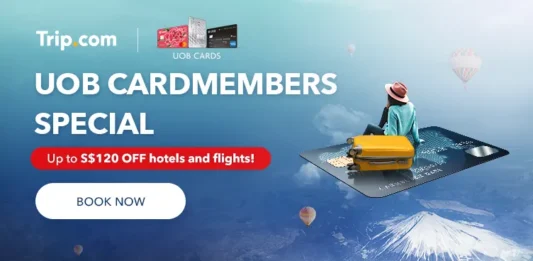 Trip.com
UOB CARDS
UOB CARDMEMBERS
SPECIAL
Up to S$120 OFF hotels and flights!
BOOK NOW